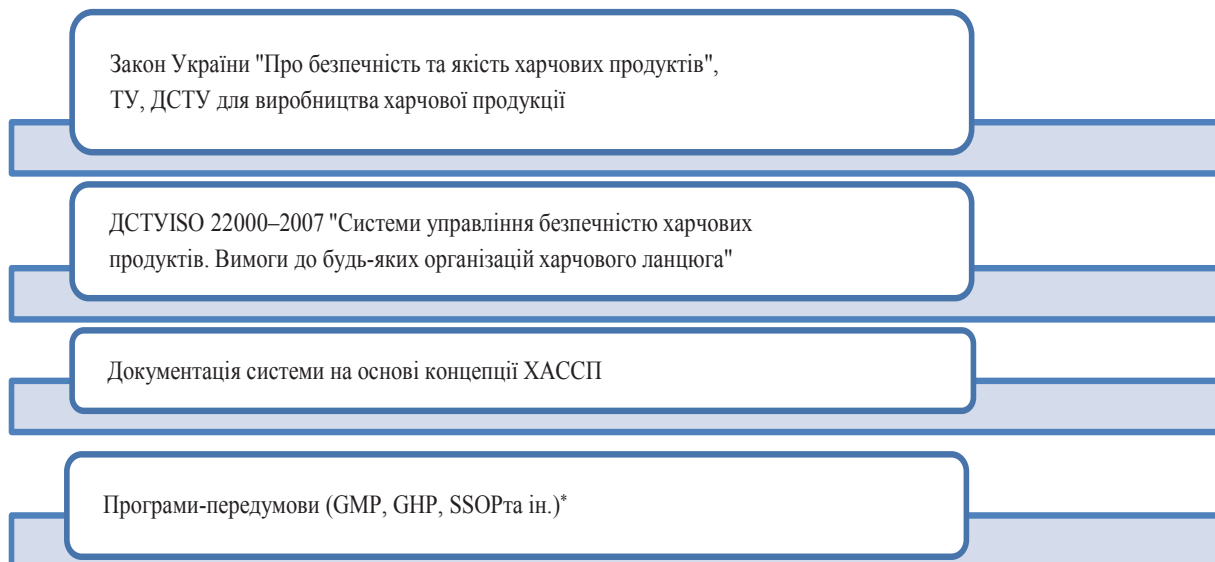 Закон України "Про безпечність та якість харчових продуктів",
ТУ, ДСТУ для виробництва харчової продукції
ДСТУISO 22000–2007 "Системи управління безпечністю харчових
продуктів. Вимоги до будь-яких організацій харчового ланцюга"
Документація системи на основі концепції ХАССП
Програми-передумови (GMP, GHP, SSOPта ін.)*